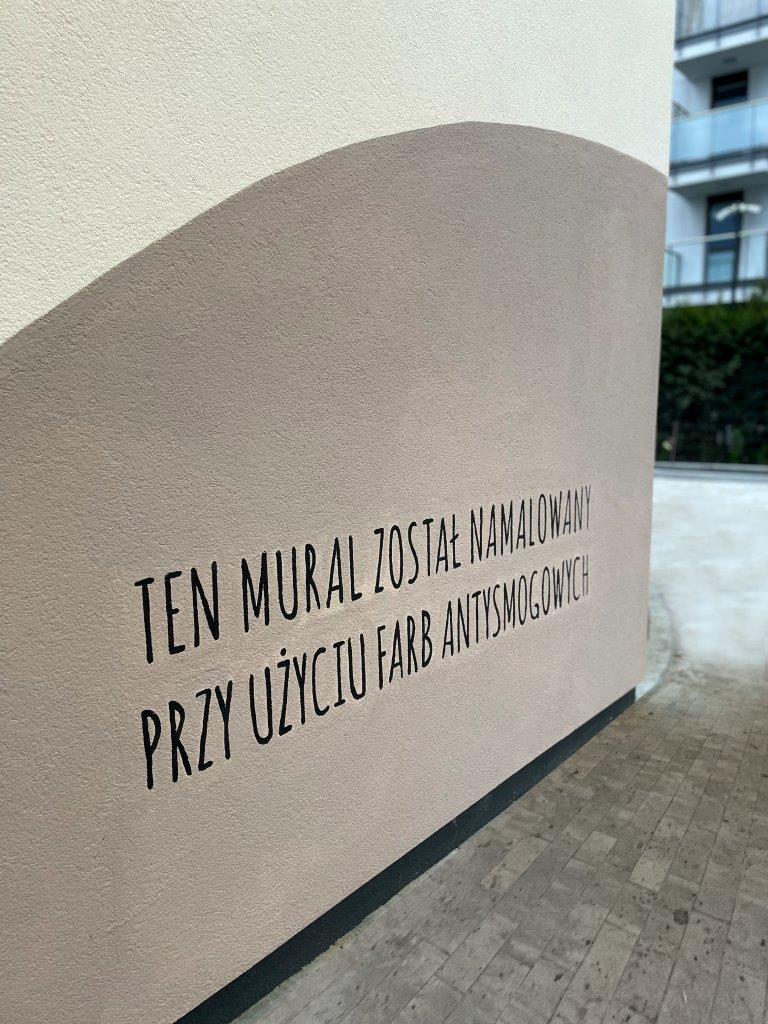 TEN MURAL ZOSTAŁ NAMALOWANY
PRZY UŻYCIU FARB ANTYSMOGOWYCH